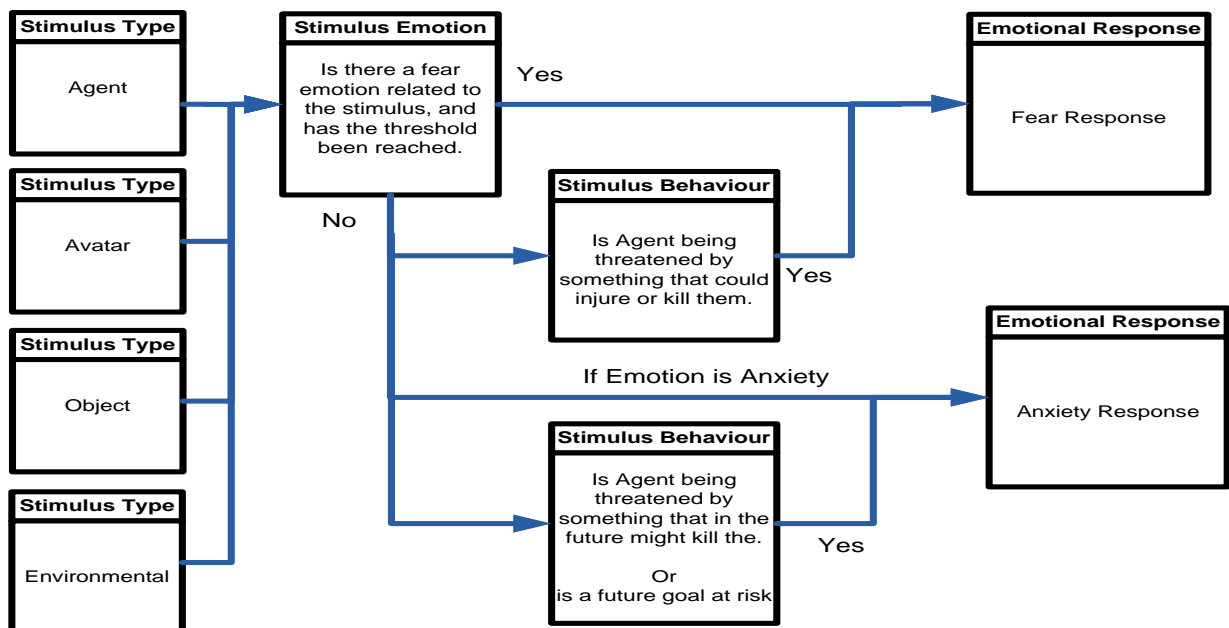 Stimulus Type
Agent
Stimulus Type
Avatar
Stimulus Type
Object
Stimulus Type
Environmental
Stimulus Emotion
Is there a fear
emotion related to
the stimulus, and
has the threshold
been reached.
Yes
No
Stimulus Behaviour
Is Agent being
threatened by
something that could
injure or kill them.
Yes
If Emotion is Anxiety
Stimulus Behaviour
Is Agent being
threatened by
something that in the
future might kill the.
Or
is a future goal at risk
Yes
Emotional Response
Fear Response
Emotional Response
Anxiety Response